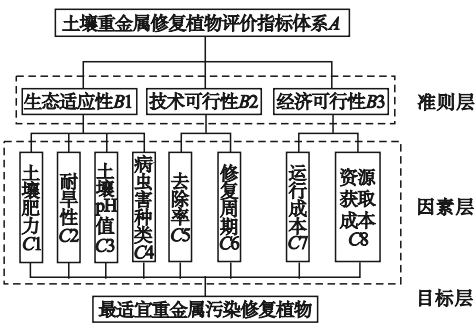 土壤重金属修复植物评价指标体系A
生态适应性B1
技术可行性B2
经济可行性B3
准则层
土壤肥力C1
耐旱性C2
土壤pH值C3
病虫害种类C4
去除率C5
修复周期C6
运行成本C7
资源获取成本C8
因素层
目标层
最适宜重金属污染修复植物